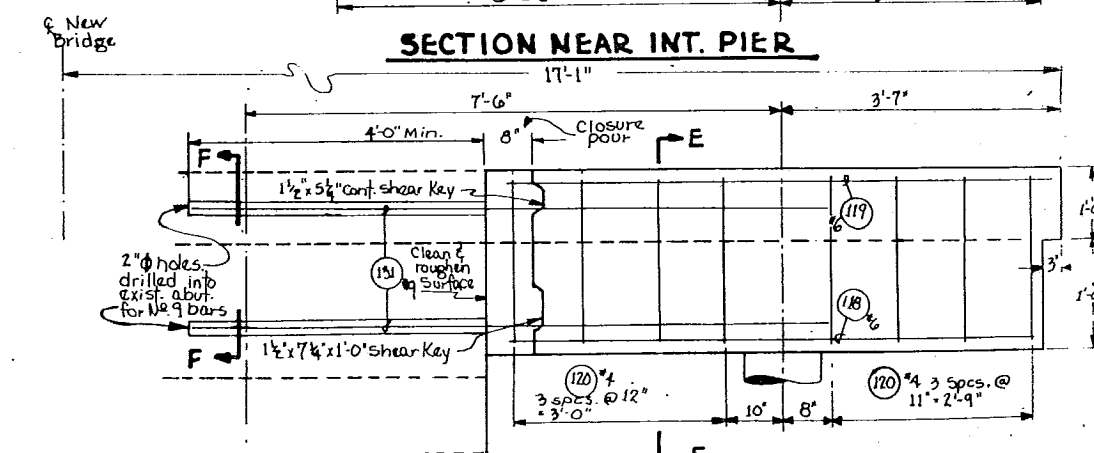 ℄ New
Bridge
SECTION NEAR INT. PIER
17'-1"
7'-6"
3'-7"
4'-0" Min.
8"
Closure
pour
E
F
1½" x 5¼" cont. shear key
119
#6
1'-0
2"ϕ holes
drilled into
exist. abut.
for No. 9 bars
131
#9
Clean &
roughen
Surface
3"
118
#6
F
1½" x 7¼" x 1'-0" shear key
120 #4
3 spcs. @ 12"
= 3'-0"
10"
8"
120 #4 3 spcs. @
11" = 2'-9"